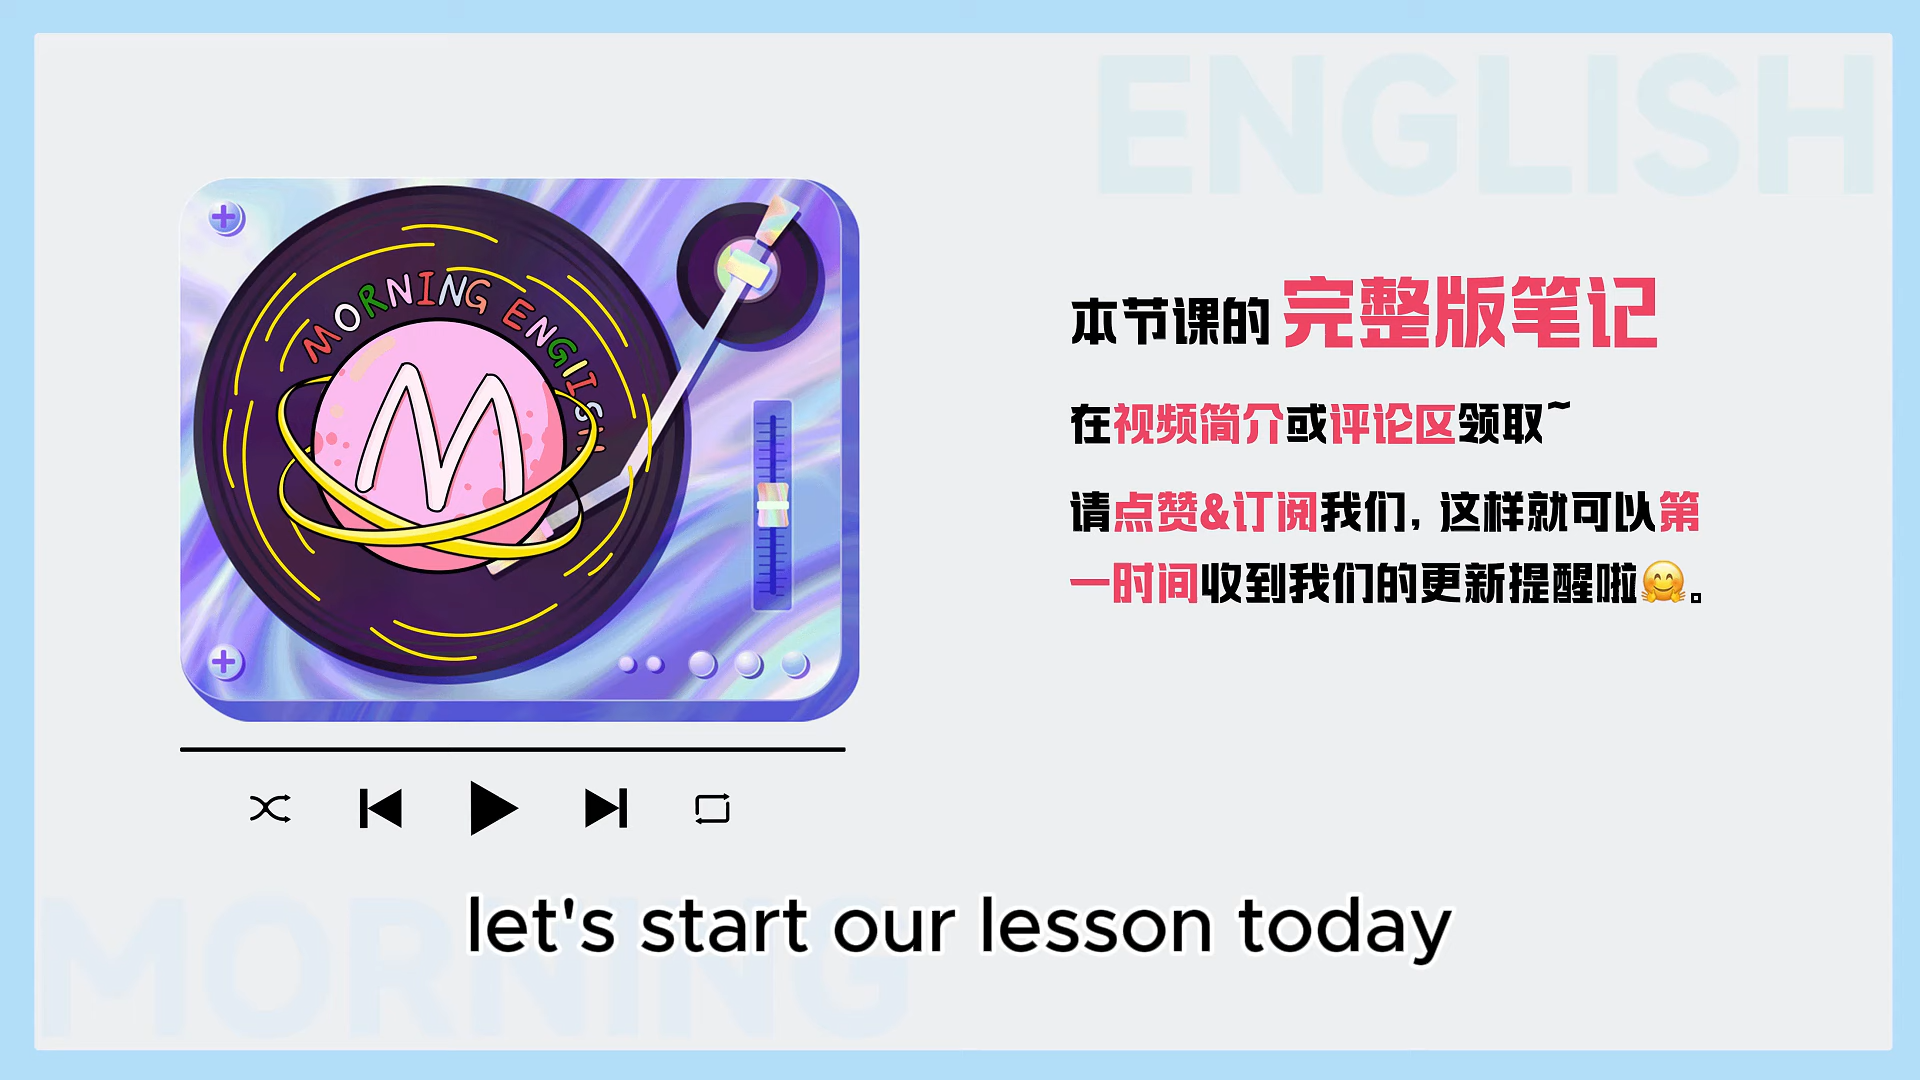 ENGLISH
MORNING ENGLISH
M
本节课的完整版笔记
在视频简介或评论区领取~
请点赞&订阅我们，这样就可以第
一时间收到我们的更新提醒啦🤗。
let's start our lesson today
MORNING